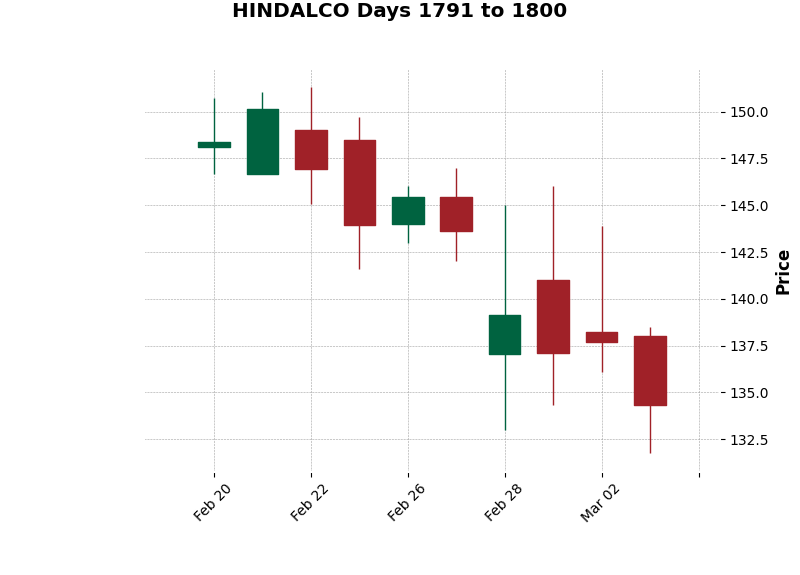 HINDALCO Days 1791 to 1800
150.0
147.5
145.0
142.5
140.0
137.5
135.0
132.5
Price
Feb 20
Feb 22
Feb 26
Feb 28
Mar 02